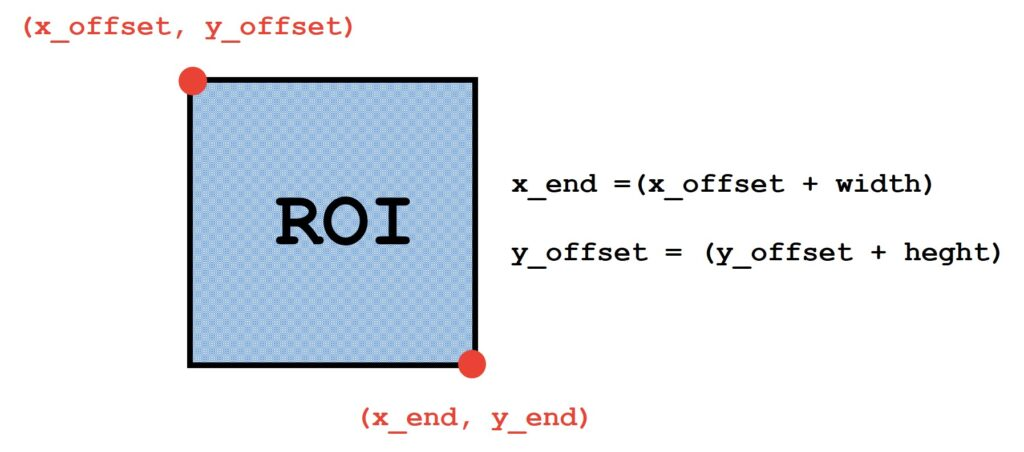 (x_offset, y_offset)
ROI
x_end =(x_offset + width)
y_offset = (y_offset + heght)
(x_end, y_end)